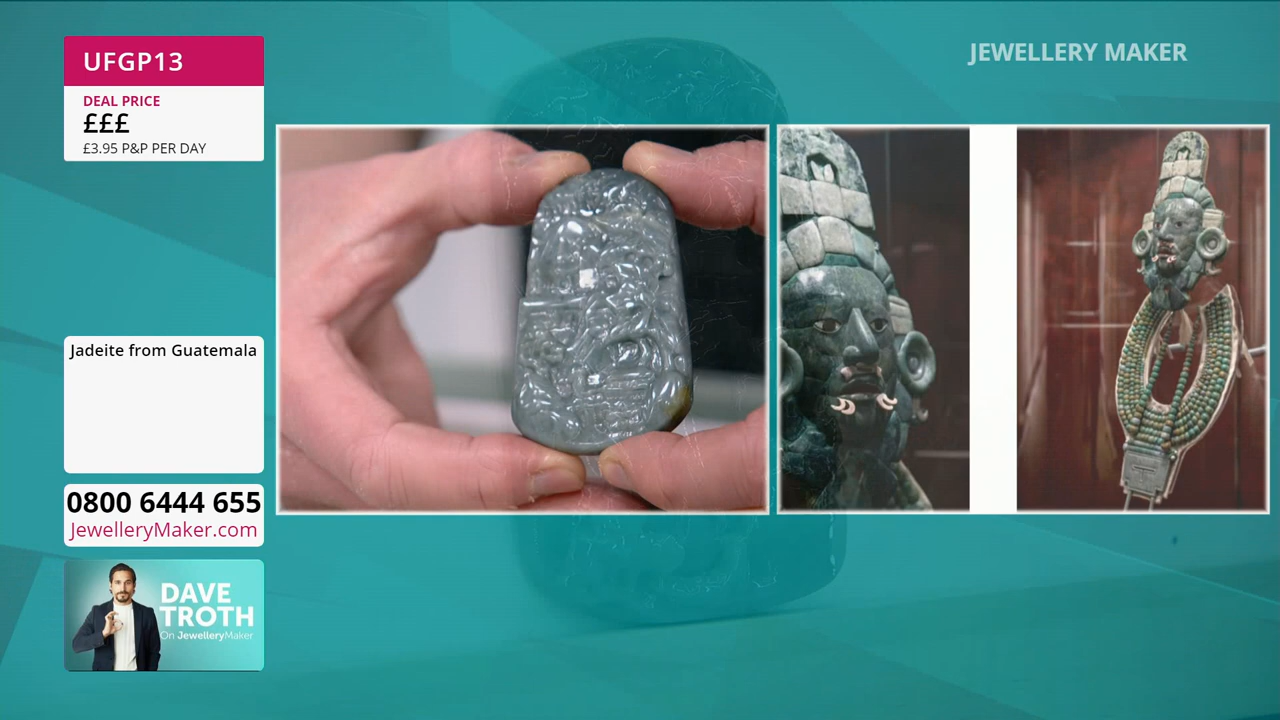 UFGP13
DEAL PRICE
£££
£3.95 P&P PER DAY
JEWELLERY MAKER
Jadeite from Guatemala
0800 6444 655
JewelleryMaker.com
DAVE
TROTH
On JewelleryMaker